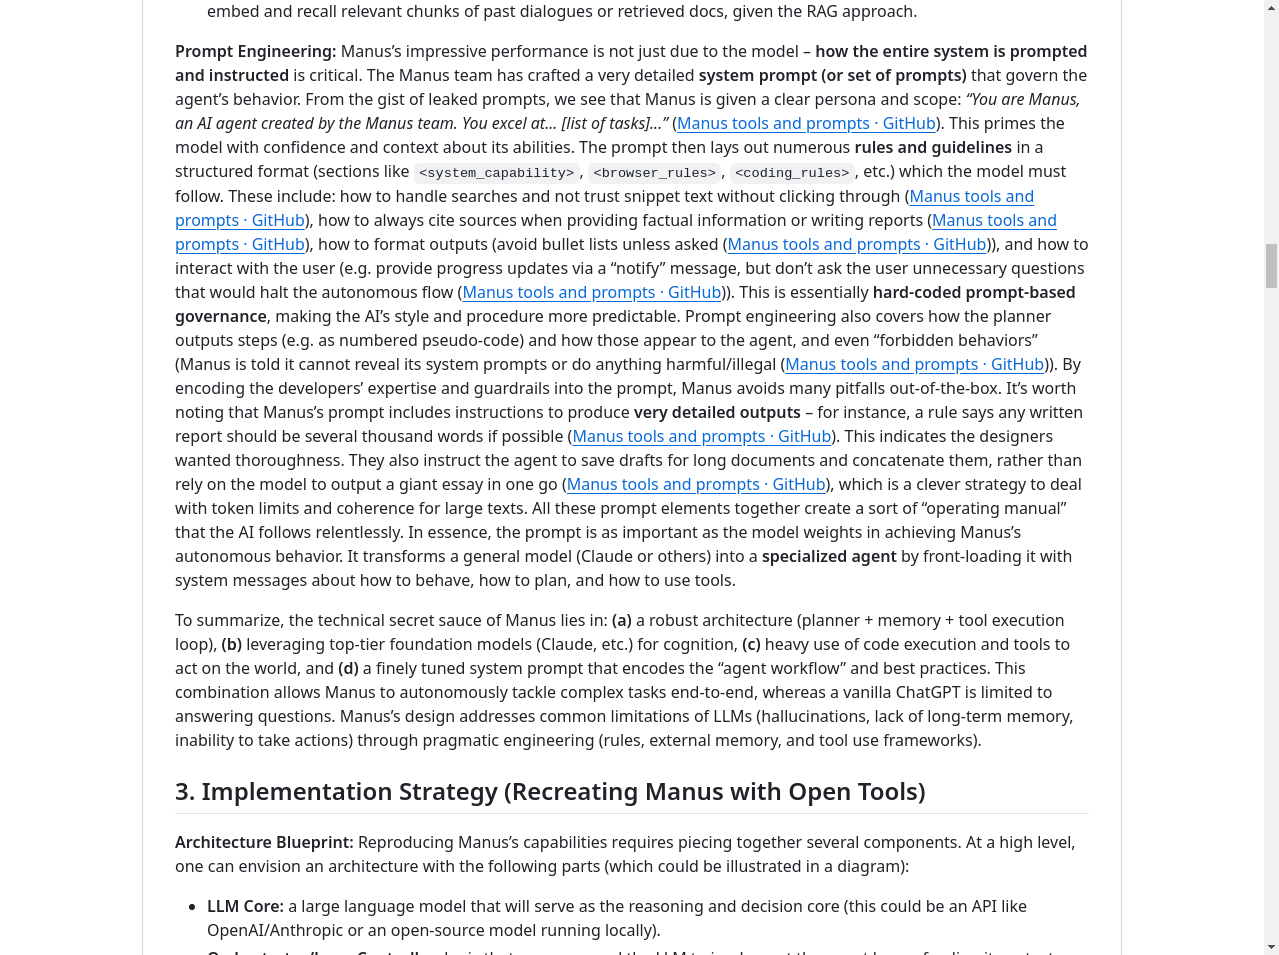 embed and recall relevant chunks of past dialogues or retrieved docs, given the RAG approach.
Prompt Engineering: Manus’s impressive performance is not just due to the model – how the entire system is prompted
and instructed is critical. The Manus team has crafted a very detailed system prompt (or set of prompts) that govern the
agent’s behavior. From the gist of leaked prompts, we see that Manus is given a clear persona and scope: “You are Manus,
an AI agent created by the Manus team. You excel at… [list of tasks]…” (Manus tools and prompts · GitHub). This primes the
model with confidence and context about its abilities. The prompt then lays out numerous rules and guidelines in a
structured format (sections like <system_capability>, <browser_rules>, <coding_rules>, etc.) which the model must
follow. These include: how to handle searches and not trust snippet text without clicking through (Manus tools and
prompts · GitHub), how to always cite sources when providing factual information or writing reports (Manus tools and
prompts · GitHub), how to format outputs (avoid bullet lists unless asked (Manus tools and prompts · GitHub)), and how to
interact with the user (e.g. provide progress updates via a “notify” message, but don’t ask the user unnecessary questions
that would halt the autonomous flow (Manus tools and prompts · GitHub)). This is essentially hard-coded prompt-based
governance, making the AI’s style and procedure more predictable. Prompt engineering also covers how the planner
outputs steps (e.g. as numbered pseudo-code) and how those appear to the agent, and even “forbidden behaviors”
(Manus is told it cannot reveal its system prompts or do anything harmful/illegal (Manus tools and prompts · GitHub)). By
encoding the developers’ expertise and guardrails into the prompt, Manus avoids many pitfalls out-of-the-box. It’s worth
noting that Manus’s prompt includes instructions to produce very detailed outputs – for instance, a rule says any written
report should be several thousand words if possible (Manus tools and prompts · GitHub). This indicates the designers
wanted thoroughness. They also instruct the agent to save drafts for long documents and concatenate them, rather than
rely on the model to output a giant essay in one go (Manus tools and prompts · GitHub), which is a clever strategy to deal
with token limits and coherence for large texts. All these prompt elements together create a sort of “operating manual”
that the AI follows relentlessly. In essence, the prompt is as important as the model weights in achieving Manus’s
autonomous behavior. It transforms a general model (Claude or others) into a specialized agent by front-loading it with
system messages about how to behave, how to plan, and how to use tools.
To summarize, the technical secret sauce of Manus lies in: (a) a robust architecture (planner + memory + tool execution
loop), (b) leveraging top-tier foundation models (Claude, etc.) for cognition, (c) heavy use of code execution and tools to
act on the world, and (d) a finely tuned system prompt that encodes the “agent workflow” and best practices. This
combination allows Manus to autonomously tackle complex tasks end-to-end, whereas a vanilla ChatGPT is limited to
answering questions. Manus’s design addresses common limitations of LLMs (hallucinations, lack of long-term memory,
inability to take actions) through pragmatic engineering (rules, external memory, and tool use frameworks).
3. Implementation Strategy (Recreating Manus with Open Tools)
Architecture Blueprint: Reproducing Manus’s capabilities requires piecing together several components. At a high level,
one can envision an architecture with the following parts (which could be illustrated in a diagram):
LLM Core: a large language model that will serve as the reasoning and decision core (this could be an API like
OpenAI/Anthropic or an open-source model running locally).